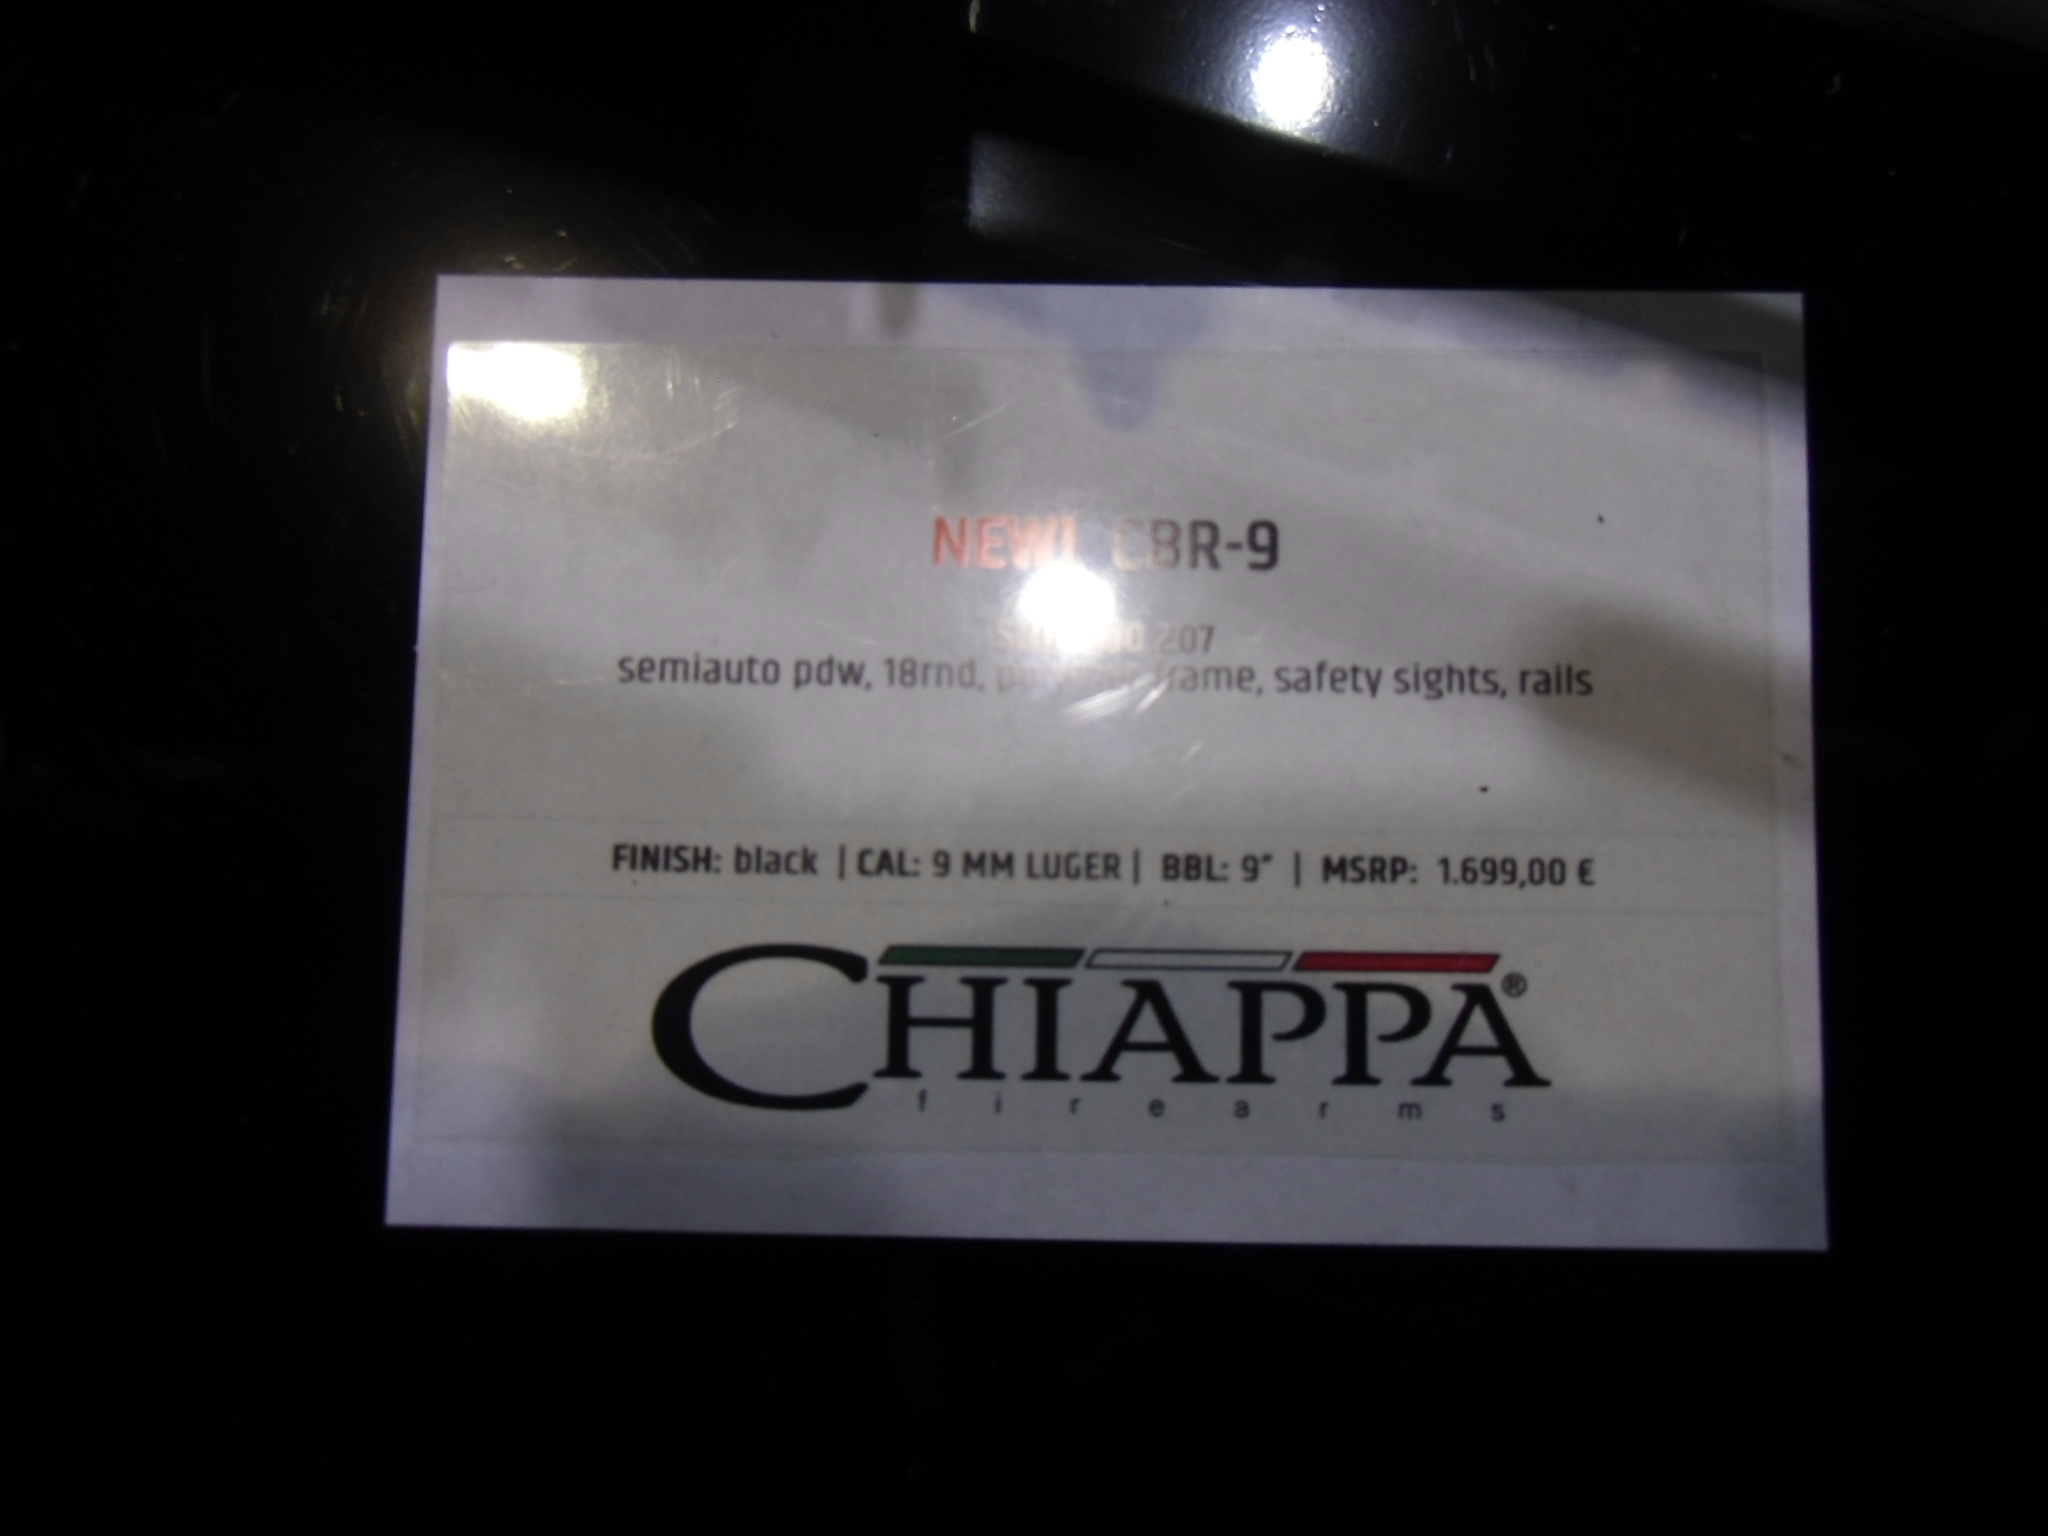 NEW! CBR-9
207
semiauto pdw, 18rnd, frame, safety sights, rails
FINISH: black | CAL: 9 MM LUGER | BBL: 9" | MSRP: 1.699,00 €
CHIAPPA®
firearms